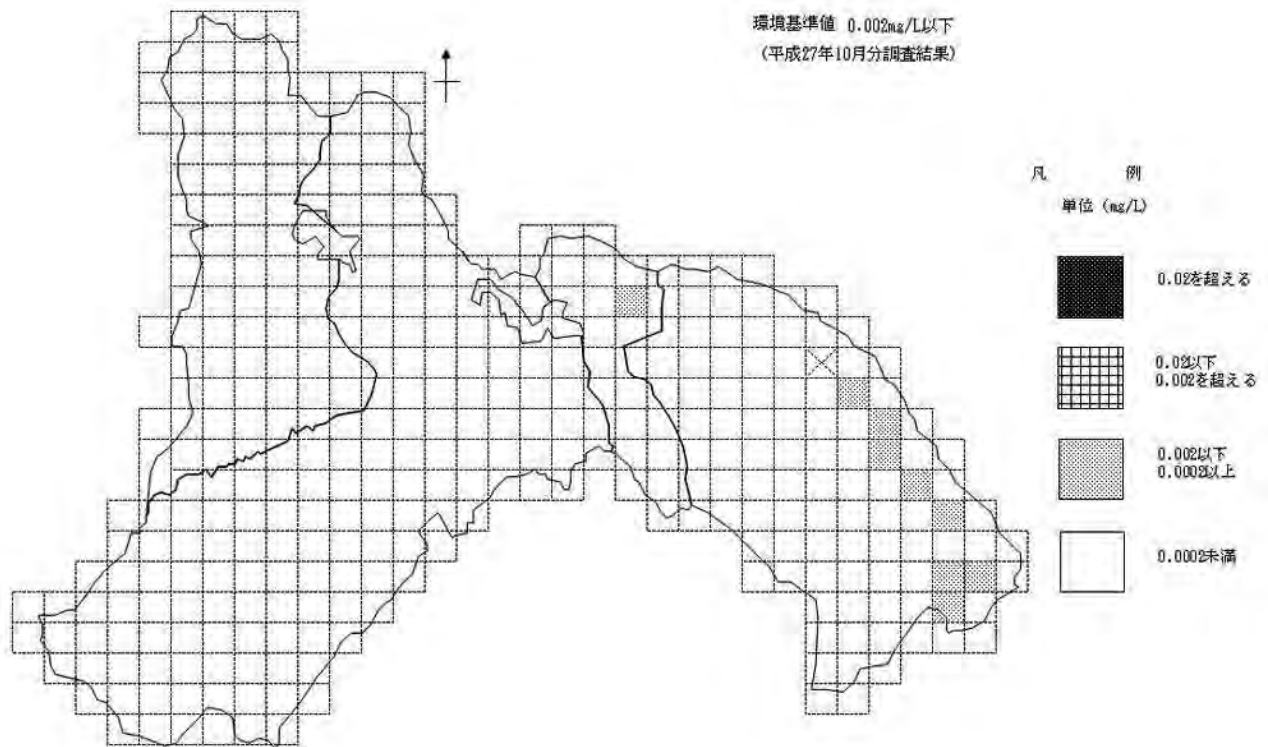 環境基準値 0.002mg/L以下
(平成27年10月分調査結果)
凡 例
単位 (mg/L)
0.02を超える
0.02以下
0.002を超える
0.002以下
0.0002以上
0.0002未満